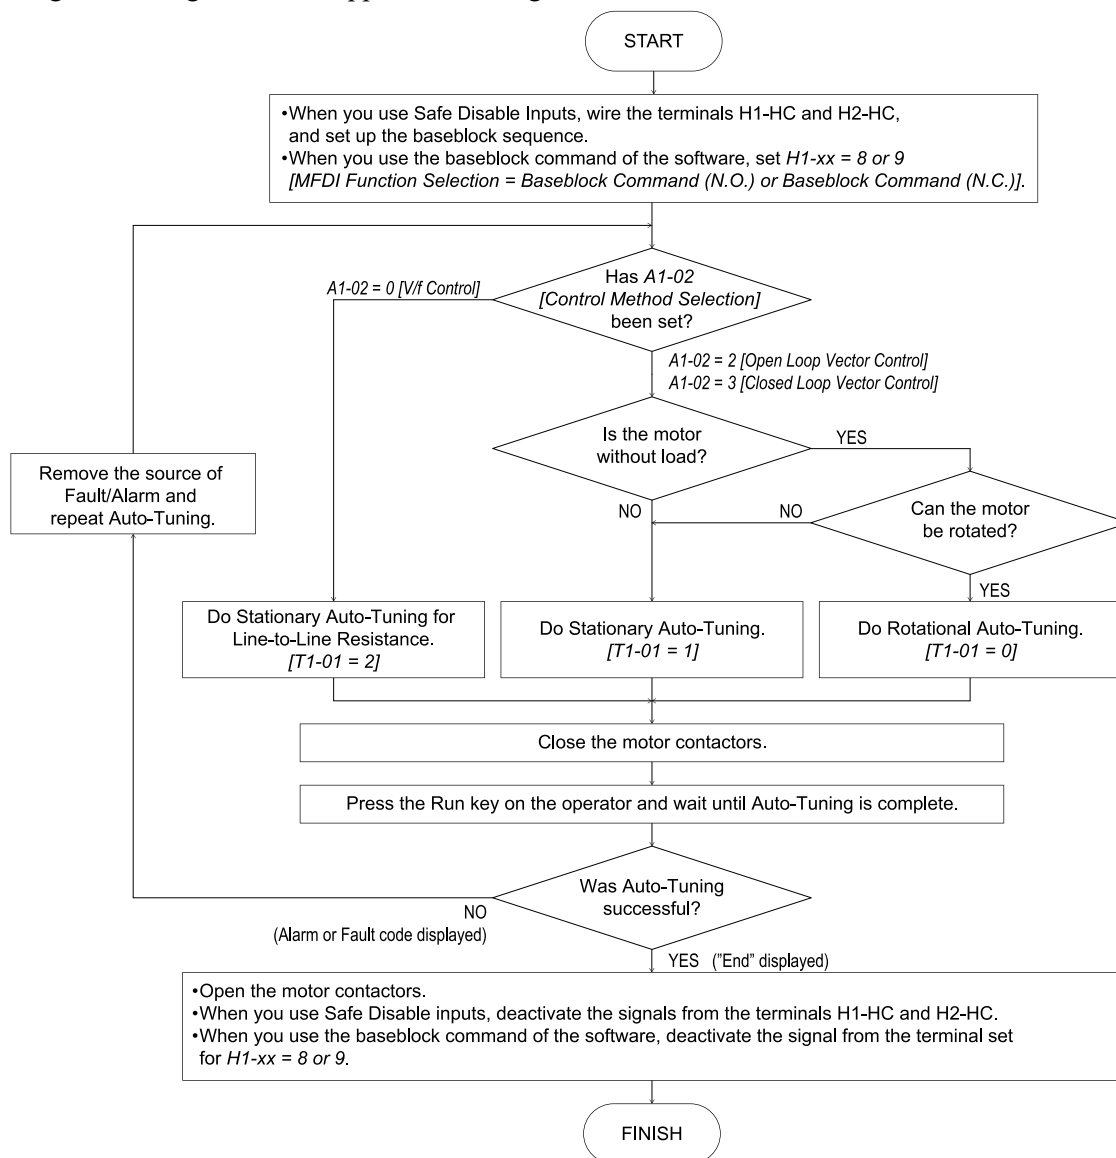 START
•When you use Safe Disable Inputs, wire the terminals H1-HC and H2-HC,
and set up the baseblock sequence.
•When you use the baseblock command of the software, set H1-xx = 8 or 9
[MFDI Function Selection = Baseblock Command (N.O.) or Baseblock Command (N.C.)].
Has A1-02
[Control Method Selection]
been set?
A1-02 = 0 [V/f Control]
A1-02 = 2 [Open Loop Vector Control]
A1-02 = 3 [Closed Loop Vector Control]
Is the motor
without load?
YES
NO
Can the motor
be rotated?
NO
YES
Remove the source of
Fault/Alarm and
repeat Auto-Tuning.
Do Stationary Auto-Tuning for
Line-to-Line Resistance.
[T1-01 = 2]
Do Stationary Auto-Tuning.
[T1-01 = 1]
Do Rotational Auto-Tuning.
[T1-01 = 0]
Close the motor contactors.
Press the Run key on the operator and wait until Auto-Tuning is complete.
Was Auto-Tuning
successful?
NO
(Alarm or Fault code displayed)
YES ("End" displayed)
•Open the motor contactors.
•When you use Safe Disable inputs, deactivate the signals from the terminals H1-HC and H2-HC.
•When you use the baseblock command of the software, deactivate the signal from the terminal set
for H1-xx = 8 or 9.
FINISH